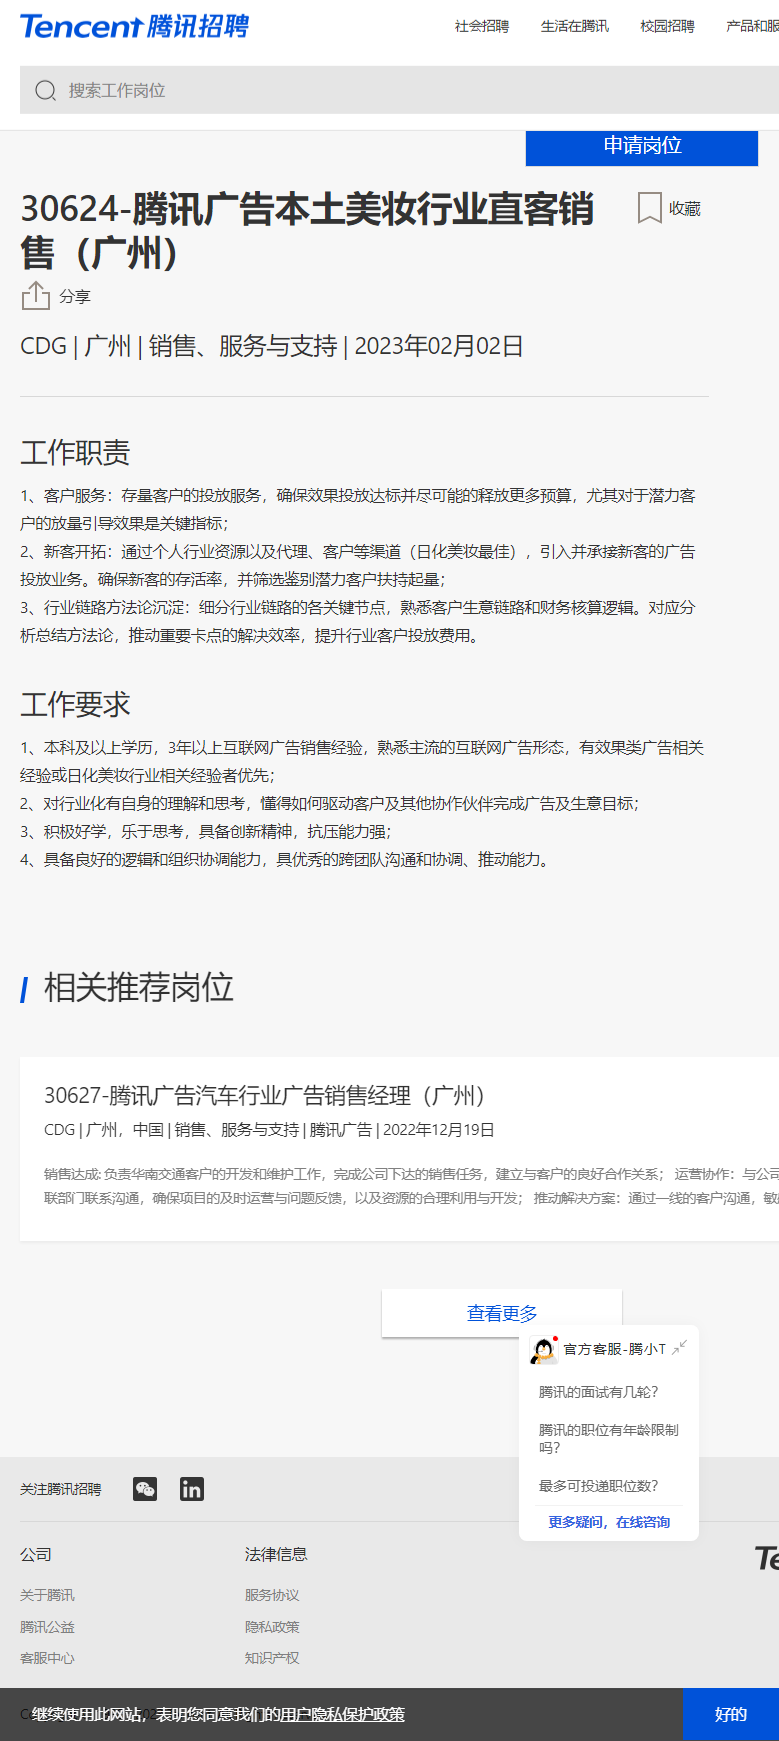 Tencent 腾讯招聘
社会招聘 生活在腾讯 校园招聘 产品和服
搜索工作岗位
申请岗位
30624-腾讯广告本土美妆行业直客销
售（广州）
收藏
分享
CDG | 广州 | 销售、服务与支持 | 2023年02月02日
工作职责
1、客户服务：存量客户的投放服务，确保效果投放达标并尽可能的释放更多预算，尤其对于潜力客
户的放量引导效果是关键指标；
2、新客开拓：通过个人行业资源以及代理、客户等渠道（日化美妆最佳），引入并承接新客的广告
投放业务。确保新客的存活率，并筛选鉴别潜力客户扶持起量；
3、行业链路方法论沉淀：细分行业链路的各关键节点，熟悉客户生意链路和财务核算逻辑。对应分
析总结方法论，推动重要卡点的解决效率，提升行业客户投放费用。
工作要求
1、本科及以上学历，3年以上互联网广告销售经验，熟悉主流的互联网广告形态，有效果类广告相关
经验或日化美妆行业相关经验者优先；
2、对行业化有自身的理解和思考，懂得如何驱动客户及其他协作伙伴完成广告及生意目标；
3、积极好学，乐于思考，具备创新精神，抗压能力强；
4、具备良好的逻辑和组织协调能力，具优秀的跨团队沟通和协调、推动能力。
相关推荐岗位
30627-腾讯广告汽车行业广告销售经理（广州）
CDG | 广州，中国 | 销售、服务与支持 | 腾讯广告 | 2022年12月19日
销售达成: 负责华南交通客户的开发和维护工作，完成公司下达的销售任务，建立与客户的良好合作关系； 运营协作：与公司
联部门联系沟通，确保项目的及时运营与问题反馈，以及资源的合理利用与开发； 推动解决方案：通过一线的客户沟通，敏
查看更多
官方客服-腾小T
腾讯的面试有几轮？
腾讯的职位有年龄限制
吗？
最多可投递职位数？
更多疑问，在线咨询
关注腾讯招聘
公司 法律信息
Te
关于腾讯 服务协议
腾讯公益 隐私政策
客服中心 知识产权
继续使用此网站，表明您同意我们的用户隐私保护政策
好的